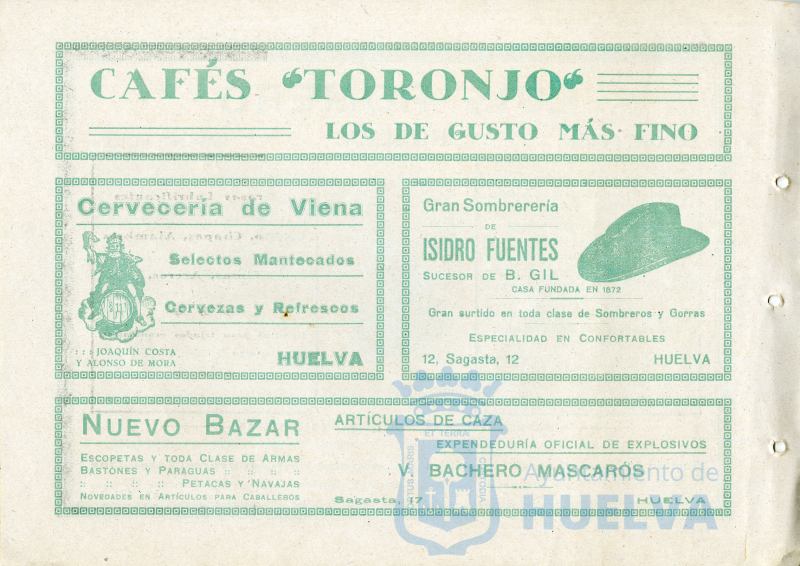 CAFÉS “TORONJO“
LOS DE GUSTO MÁS FINO
Cervecería de Viena
Selectos Mantecados
Cervezas y Refrescos
: : : JOAQUÍN COSTA
Y ALONSO DE MORA
HUELVA
Gran Sombrerería
DE
ISIDRO FUENTES
SUCESOR DE B. GIL
CASA FUNDADA EN 1872
Gran surtido en toda clase de Sombreros y Gorras
ESPECIALIDAD EN CONFORTABLES
12, Sagasta, 12 HUELVA
NUEVO BAZAR
ESCOPETAS Y TODA CLASE DE ARMAS
BASTONES Y PARAGUAS :: :: :: ::
:: :: :: :: PETACAS Y NAVAJAS
NOVEDADES EN ARTÍCULOS PARA CABALLEROS
ARTÍCULOS DE CAZA
EXPENDEDURÍA OFICIAL DE EXPLOSIVOS
V. BACHERO MASCARÓS
Sagasta, 17 HUELVA
Ayuntamiento de
HUELVA